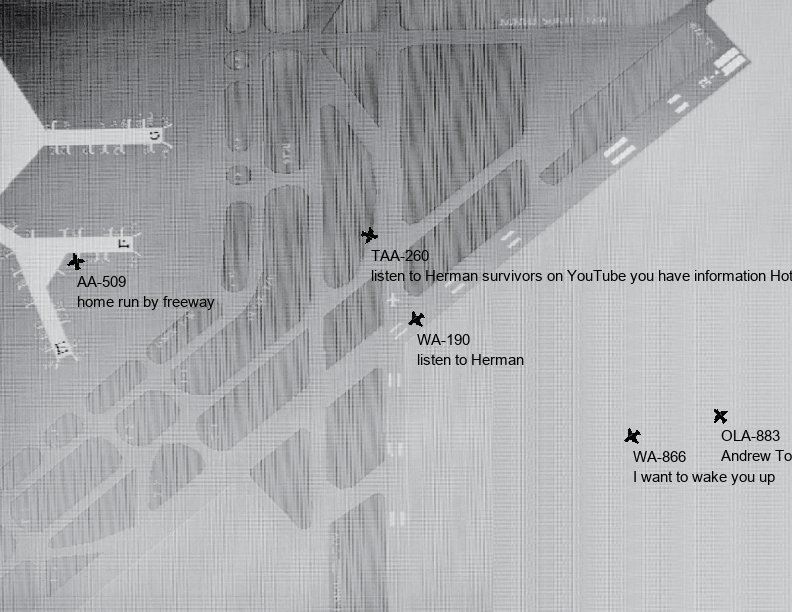 TAA-260
listen to Herman survivors on YouTube you have information Hot
AA-509
home run by freeway
WA-190
listen to Herman
OLA-883
Andrew To
WA-866
I want to wake you up